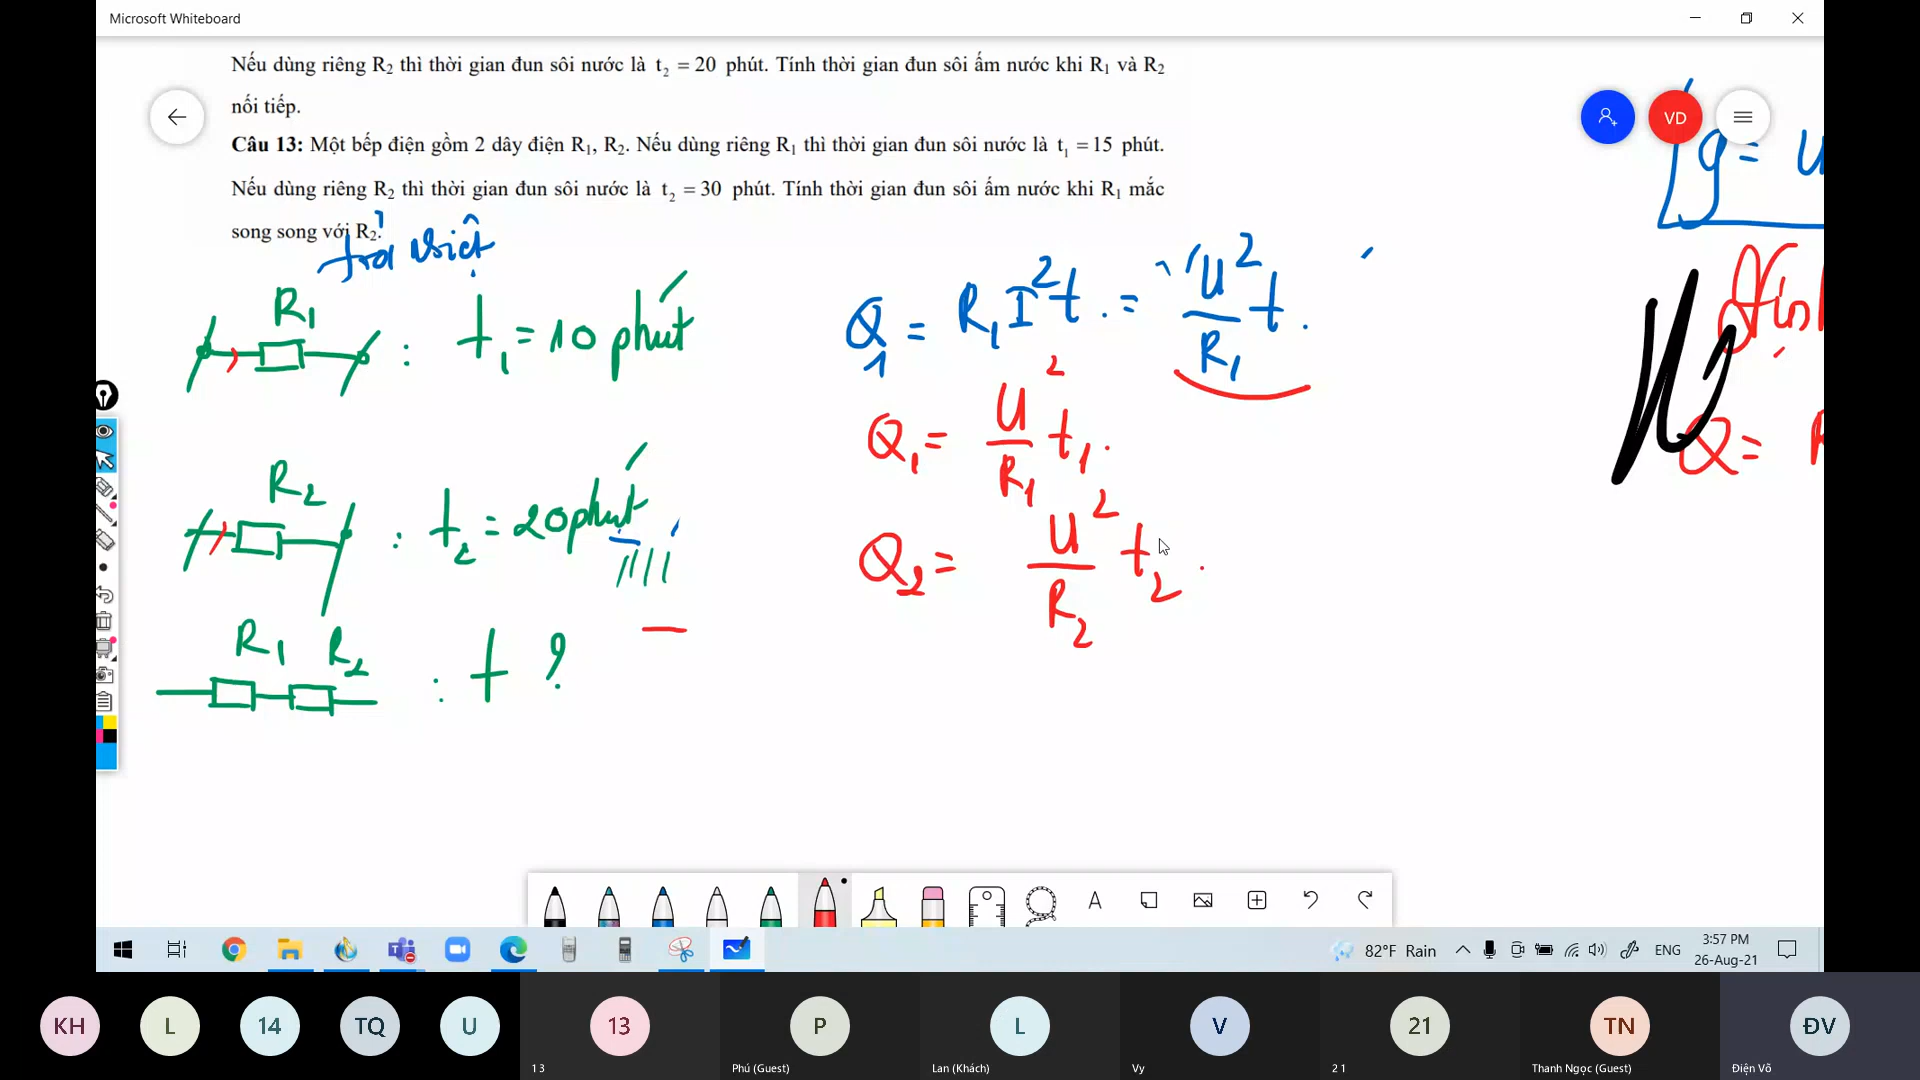 Microsoft Whiteboard
Nếu dùng riêng R₂ thì thời gian đun sôi nước là t₂ = 20 phút. Tính thời gian đun sôi ấm nước khi R₁ và R₂
nối tiếp.
Câu 13: Một bếp điện gồm 2 dây điện R₁, R₂. Nếu dùng riêng R₁ thì thời gian đun sôi nước là t₁ = 15 phút.
Nếu dùng riêng R₂ thì thời gian đun sôi nước là t₂ = 30 phút. Tính thời gian đun sôi ấm nước khi R₁ mắc
song song với R₂.
VD
R₁ : t₁ = 10 phút
R₂ : t₂ = 20 phút
R₁ R₂ : t ?
Q₁ = R₁I²t. = U²/R₁ t.
Q₁ = U²/R₁ t₁.
Q₂ = U²/R₂ t₂.
Q =
A
82°F Rain
ENG
3:57 PM
26-Aug-21
KH
L
14
TQ
U
13
P
L
V
21
TN
ĐV
13
Phú (Guest)
Lan (Khách)
Vy
21
Thanh Ngọc (Guest)
Điện Võ